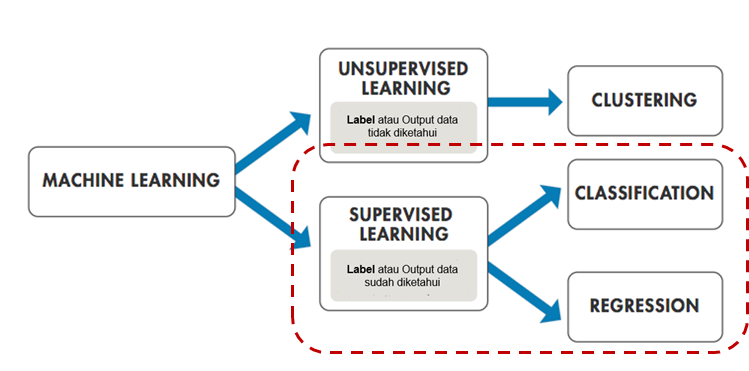 MACHINE LEARNING
UNSUPERVISED
LEARNING
Label atau Output data
tidak diketahui
CLUSTERING
SUPERVISED
LEARNING
Label atau Output data
sudah diketahui
CLASSIFICATION
REGRESSION